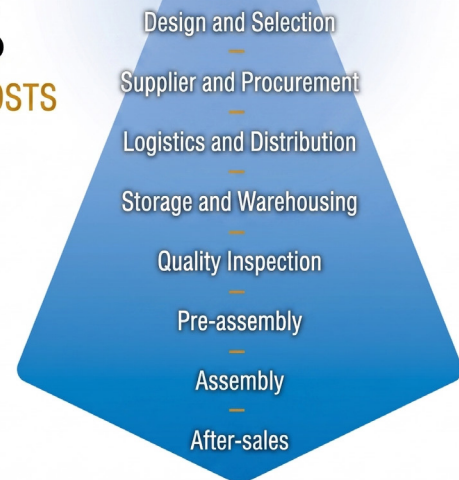 Design and Selection
Supplier and Procurement
OSTS
Logistics and Distribution
Storage and Warehousing
Quality Inspection
Pre-assembly
Assembly
After-sales